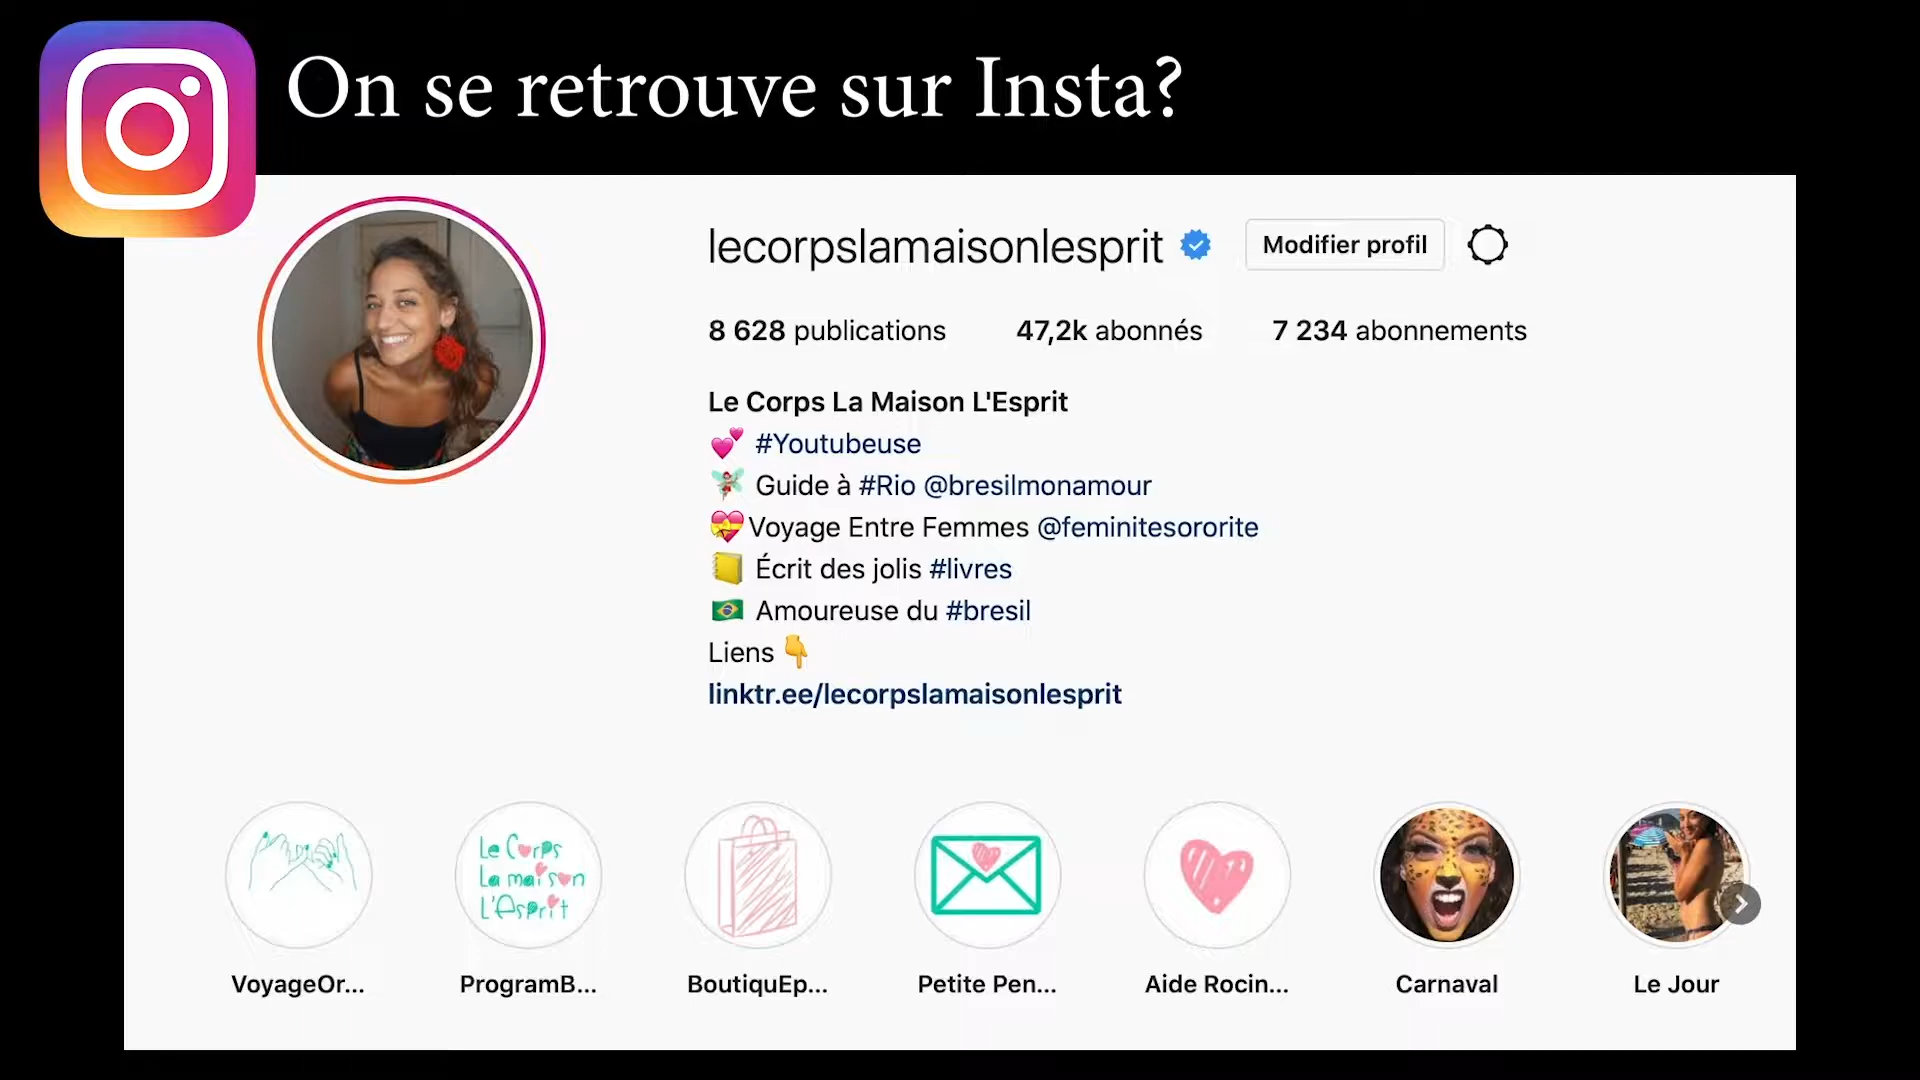 On se retrouve sur Insta?
lecorpslamaisonlesprit
Modifier profil
8 628 publications 47,2k abonnés 7 234 abonnements
Le Corps La Maison L'Esprit
💕 #Youtubeuse
🧚 Guide à #Rio @bresilmonamour
💝Voyage Entre Femmes @feminitesororite
📒 Écrit des jolis #livres
🇧🇷 Amoureuse du #bresil
Liens 👇
linktr.ee/lecorpslamaisonlesprit
Le Corps
La maison
L'Esprit
VoyageOr... ProgramB... BoutiquEp... Petite Pen... Aide Rocin... Carnaval Le Jour